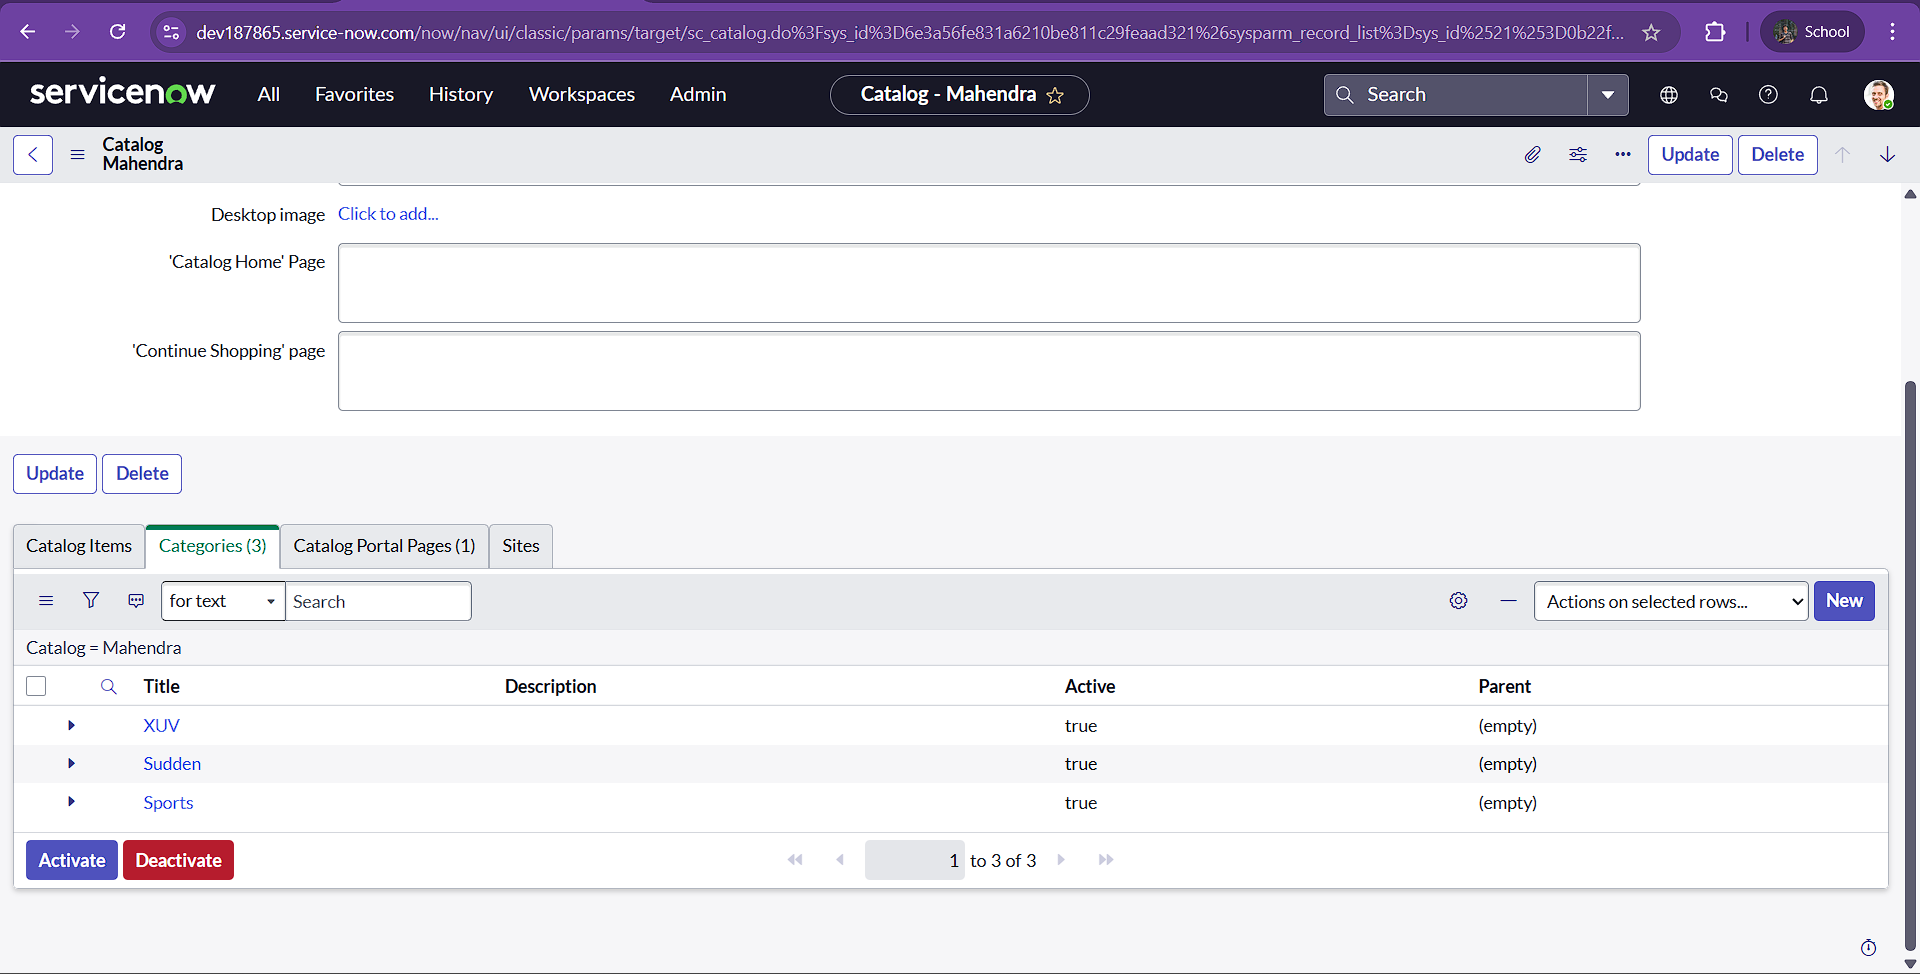 dev187865.service-now.com/now/nav/ui/classic/params/target/sc_catalog.do%3Fsys_id%3D6e3a56fe831a6210be811c29feaad321%26sysparm_record_list%3Dsys_id%2521%253D0b22f...
School
servicenow
All
Favorites
History
Workspaces
Admin
Catalog - Mahendra
Search
Catalog
Mahendra
Update
Delete
Desktop image
Click to add...
'Catalog Home' Page
'Continue Shopping' page
Update
Delete
Catalog Items
Categories (3)
Catalog Portal Pages (1)
Sites
for text
Search
Actions on selected rows...
New
Catalog = Mahendra
Title
Description
Active
Parent
XUV
true
(empty)
Sudden
true
(empty)
Sports
true
(empty)
Activate
Deactivate
1 to 3 of 3